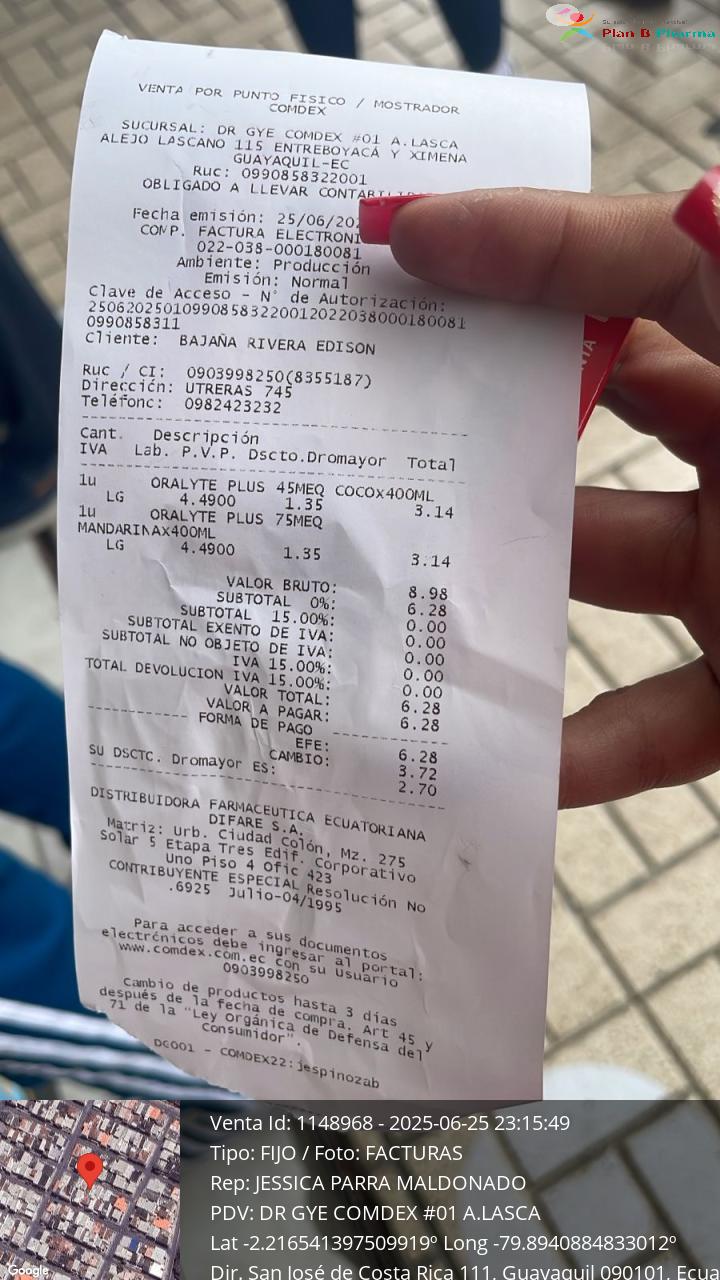 Plan B Pharma
VENTA POR PUNTO FISICO / MOSTRADOR
COMDEX
SUCURSAL: DR GYE COMDEX #01 A.LASCA
ALEJO LASCANO 115 ENTREBOYACÁ Y XIMENA
GUAYAQUIL-EC
Ruc: 0990858322001
OBLIGADO A LLEVAR
Fecha emisión: 25/06/202
COMP. FACTURA ELECTRONI
022-038-000180081
Ambiente: Producción
Emisión: Normal
Clave de Acceso - N° de Autorización:
2506202501099085832200120220380001​80081
0990858311
Cliente: BAJAÑA RIVERA EDISON
Ruc / CI: 0903998250(8355187)
Dirección: UTRERAS 745
Teléfono: 0982423232
Cant. Descripción
IVA Lab. P.V.P. Dscto.Dromayor Total
1u ORALYTE PLUS 45MEQ COCOX400ML
LG 4.4900 1.35 3.14
1u ORALYTE PLUS 75MEQ
MANDARINAX400ML
LG 4.4900 1.35 3.14
VALOR BRUTO: 8.98
SUBTOTAL 0%: 6.28
SUBTOTAL 15.00%: 0.00
SUBTOTAL EXENTO DE IVA: 0.00
SUBTOTAL NO OBJETO DE IVA: 0.00
IVA 15.00%: 0.00
TOTAL DEVOLUCION IVA 15.00%: 0.00
VALOR TOTAL: 6.28
VALOR A PAGAR: 6.28
FORMA DE PAGO
EFE: 6.28
CAMBIO: 3.72
SU DSCTC. Dromayor ES: 2.70
DISTRIBUIDORA FARMACEUTICA ECUATORIANA
DIFARE S.A.
Matriz: Urb. Ciudad Colón, Mz. 275
Solar 5 Etapa Tres Edif. Corporativo
Uno Piso 4 Ofic 423
CONTRIBUYENTE ESPECIAL Resolución No
.6925 Julio-04/1995
Para acceder a sus documentos
electrónicos debe ingresar al portal:
www.comdex.com.ec con su Usuario
0903998250
Cambio de productos hasta 3 días
después de la fecha de compra. Art 45 y
71 de la "Ley Orgánica de Defensa del
Consumidor".
DG001 - COMDEX22:jespinozab
Venta Id: 1148968 - 2025-06-25 23:15:49
Tipo: FIJO / Foto: FACTURAS
Rep: JESSICA PARRA MALDONADO
PDV: DR GYE COMDEX #01 A.LASCA
Lat -2.216541397509919º Long -79.8940884833012º
Dir. San José de Costa Rica 111, Guayaquil 090101, Ecua
Google